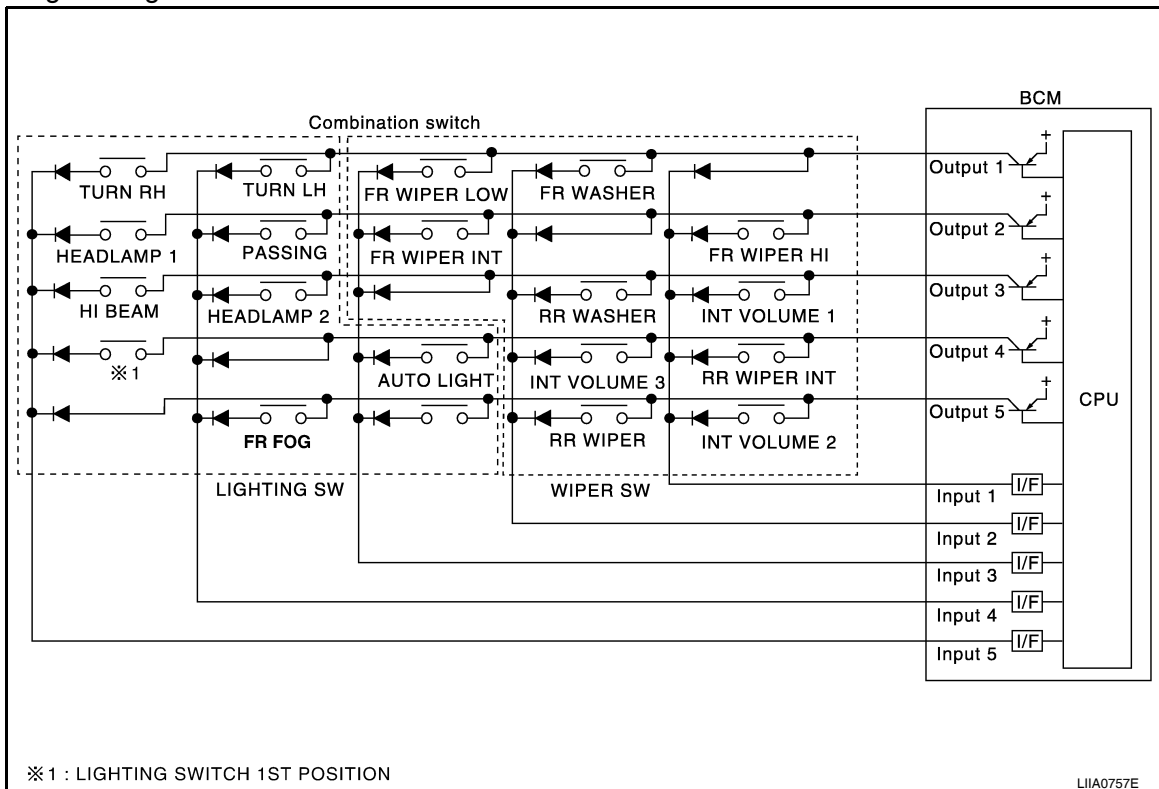 BCM
Combination switch
Output 1
TURN RH
TURN LH
FR WIPER LOW
FR WASHER
Output 2
HEADLAMP 1
PASSING
FR WIPER INT
FR WIPER HI
Output 3
HI BEAM
HEADLAMP 2
RR WASHER
INT VOLUME 1
Output 4
※1
AUTO LIGHT
INT VOLUME 3
RR WIPER INT
CPU
Output 5
FR FOG
RR WIPER
INT VOLUME 2
LIGHTING SW
WIPER SW
Input 1
I/F
Input 2
I/F
Input 3
I/F
Input 4
I/F
Input 5
I/F
+
+
+
+
+
※1 : LIGHTING SWITCH 1ST POSITION
LIIA0757E